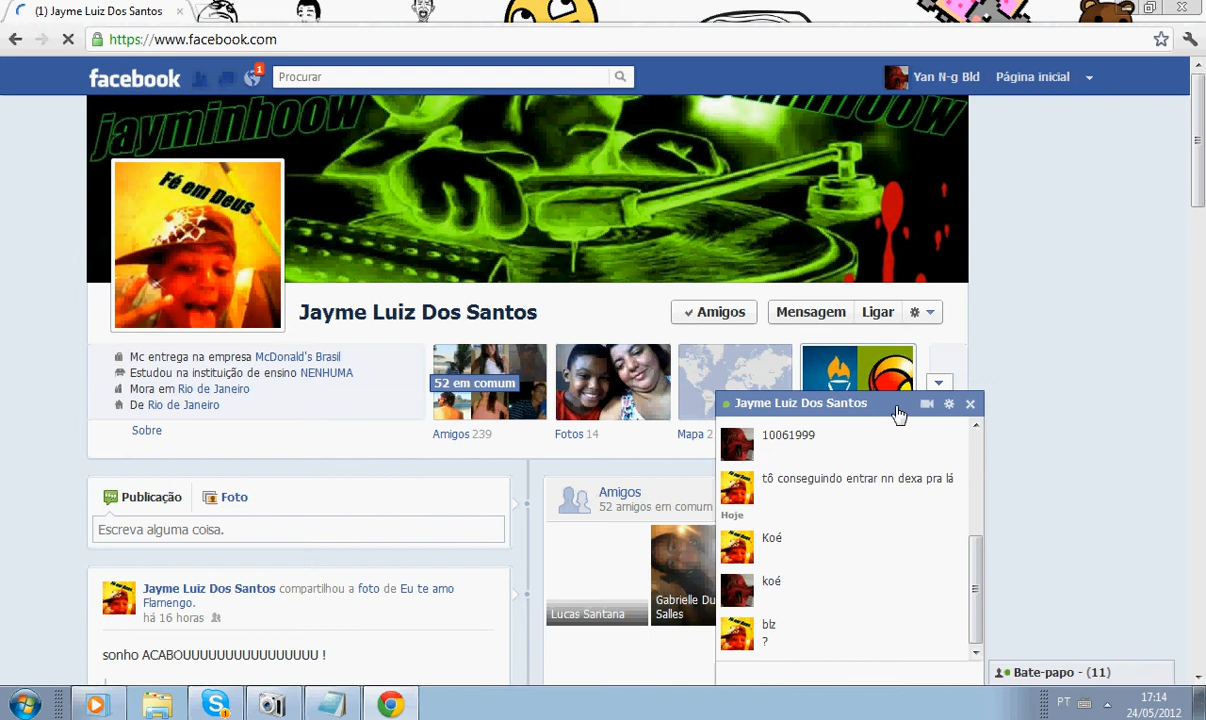 (1) Jayme Luiz Dos Santos
https://www.facebook.com
facebook
1
Procurar
Yan N-g Bld
Página inicial
jayminhoow
Fé em Deus
Jayme Luiz Dos Santos
Amigos
Mensagem
Ligar
Mc entrega na empresa McDonald's Brasil
Estudou na instituição de ensino NENHUMA
Mora em Rio de Janeiro
De Rio de Janeiro
Sobre
52 em comum
Amigos 239
Fotos 14
Mapa 2
Publicação
Foto
Escreva alguma coisa.
Jayme Luiz Dos Santos compartilhou a foto de Eu te amo
Flamengo.
há 16 horas
sonho ACABOUUUUUUUUUUUUUUUU !
Amigos
52 amigos em comum
Lucas Santana
Gabrielle Du
Salles
Jayme Luiz Dos Santos
10061999
tô conseguindo entrar nn dexa pra lá
Hoje
Koé
koé
blz
?
Bate-papo - (11)
PT
17:14
24/05/2012